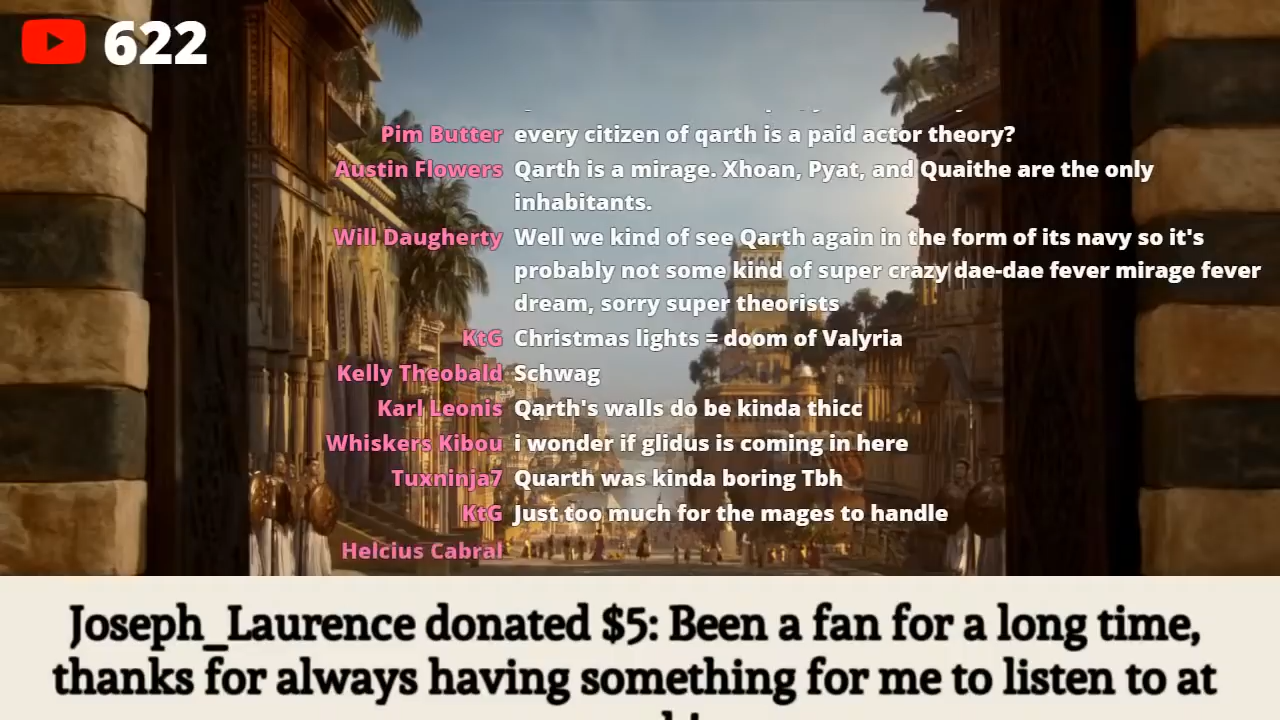 622
Pim Butter every citizen of qarth is a paid actor theory?
Austin Flowers Qarth is a mirage. Xhoan, Pyat, and Quaithe are the only
inhabitants.
Will Daugherty Well we kind of see Qarth again in the form of its navy so it's
probably not some kind of super crazy dae-dae fever mirage fever
dream, sorry super theorists
KtG Christmas lights = doom of Valyria
Kelly Theobald Schwag
Karl Leonis Qarth's walls do be kinda thicc
Whiskers Kibou i wonder if glidus is coming in here
Tuxninja7 Quarth was kinda boring Tbh
KtG Just too much for the mages to handle
Helcius Cabral
Joseph_Laurence donated $5: Been a fan for a long time,
thanks for always having something for me to listen to at